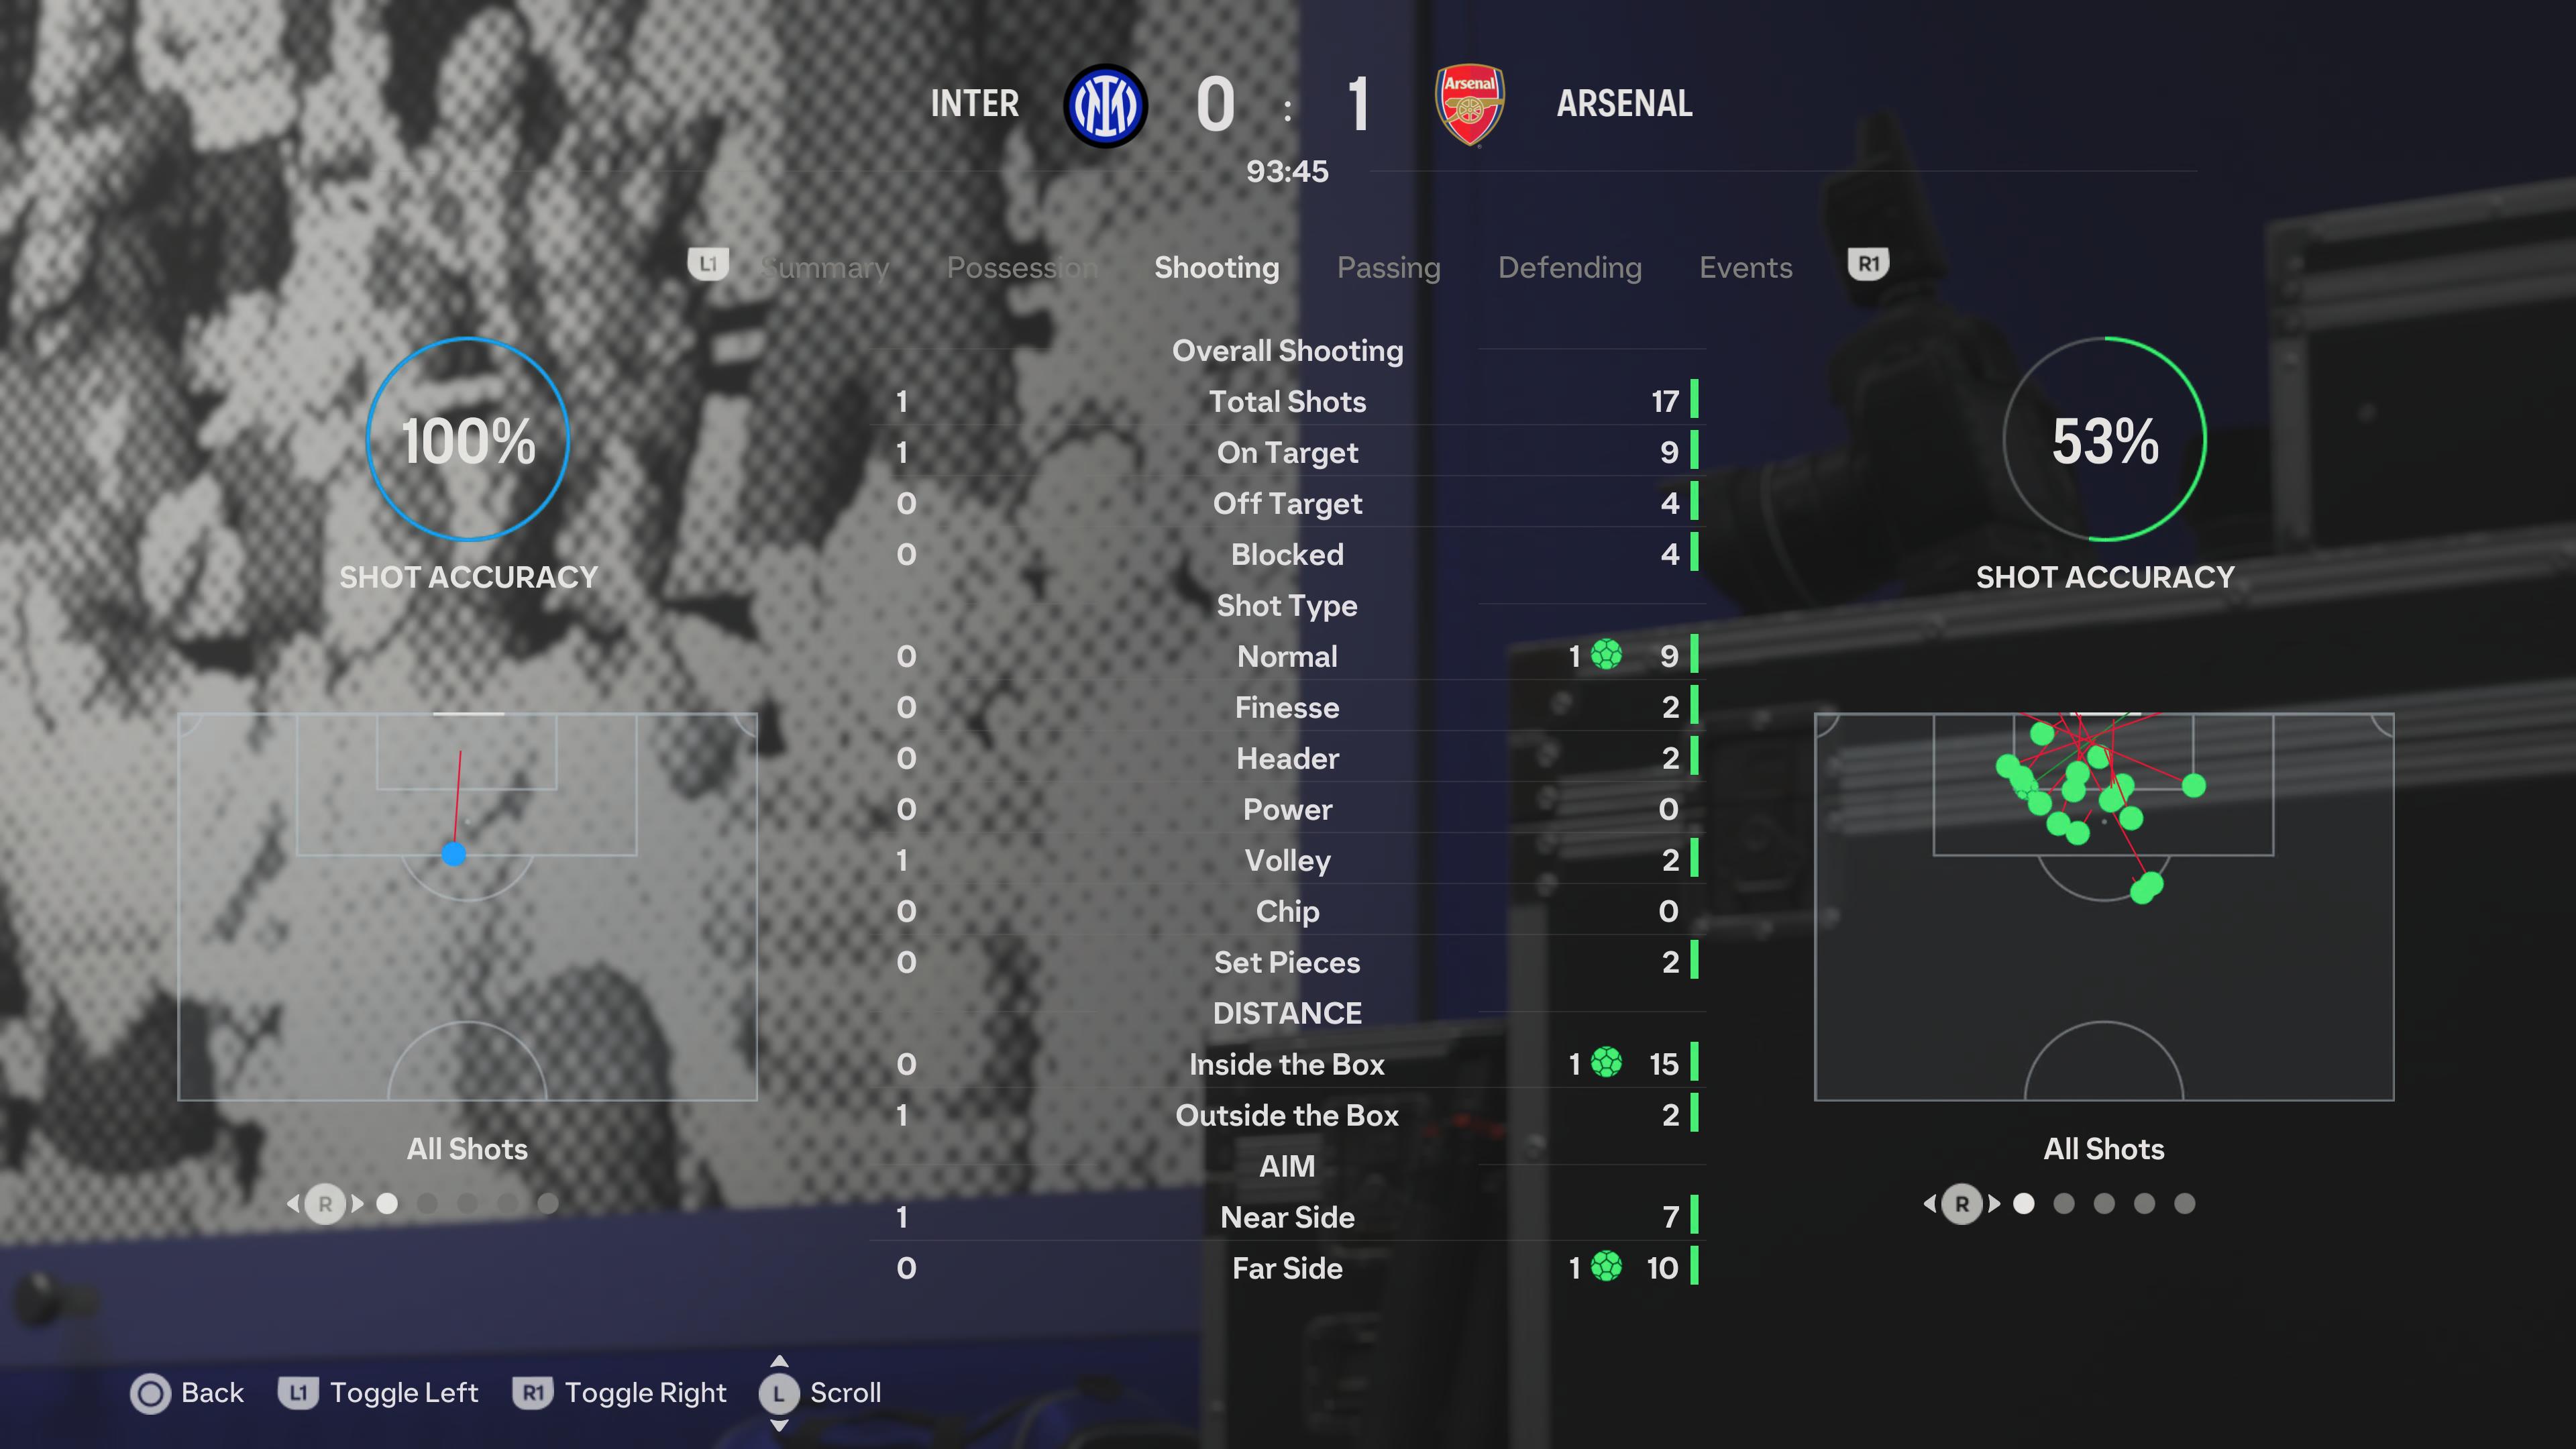 INTER 0 : 1 Arsenal ARSENAL
93:45
L1 Summary Possession Shooting Passing Defending Events R1
Overall Shooting
1 Total Shots 17
1 On Target 9
0 Off Target 4
0 Blocked 4
100%
SHOT ACCURACY
53%
SHOT ACCURACY
Shot Type
0 Normal 1 9
0 Finesse 2
0 Header 2
0 Power 0
1 Volley 2
0 Chip 0
0 Set Pieces 2
DISTANCE
0 Inside the Box 1 15
1 Outside the Box 2
AIM
1 Near Side 7
0 Far Side 1 10
All Shots
R
All Shots
R
Back L1 Toggle Left R1 Toggle Right L Scroll